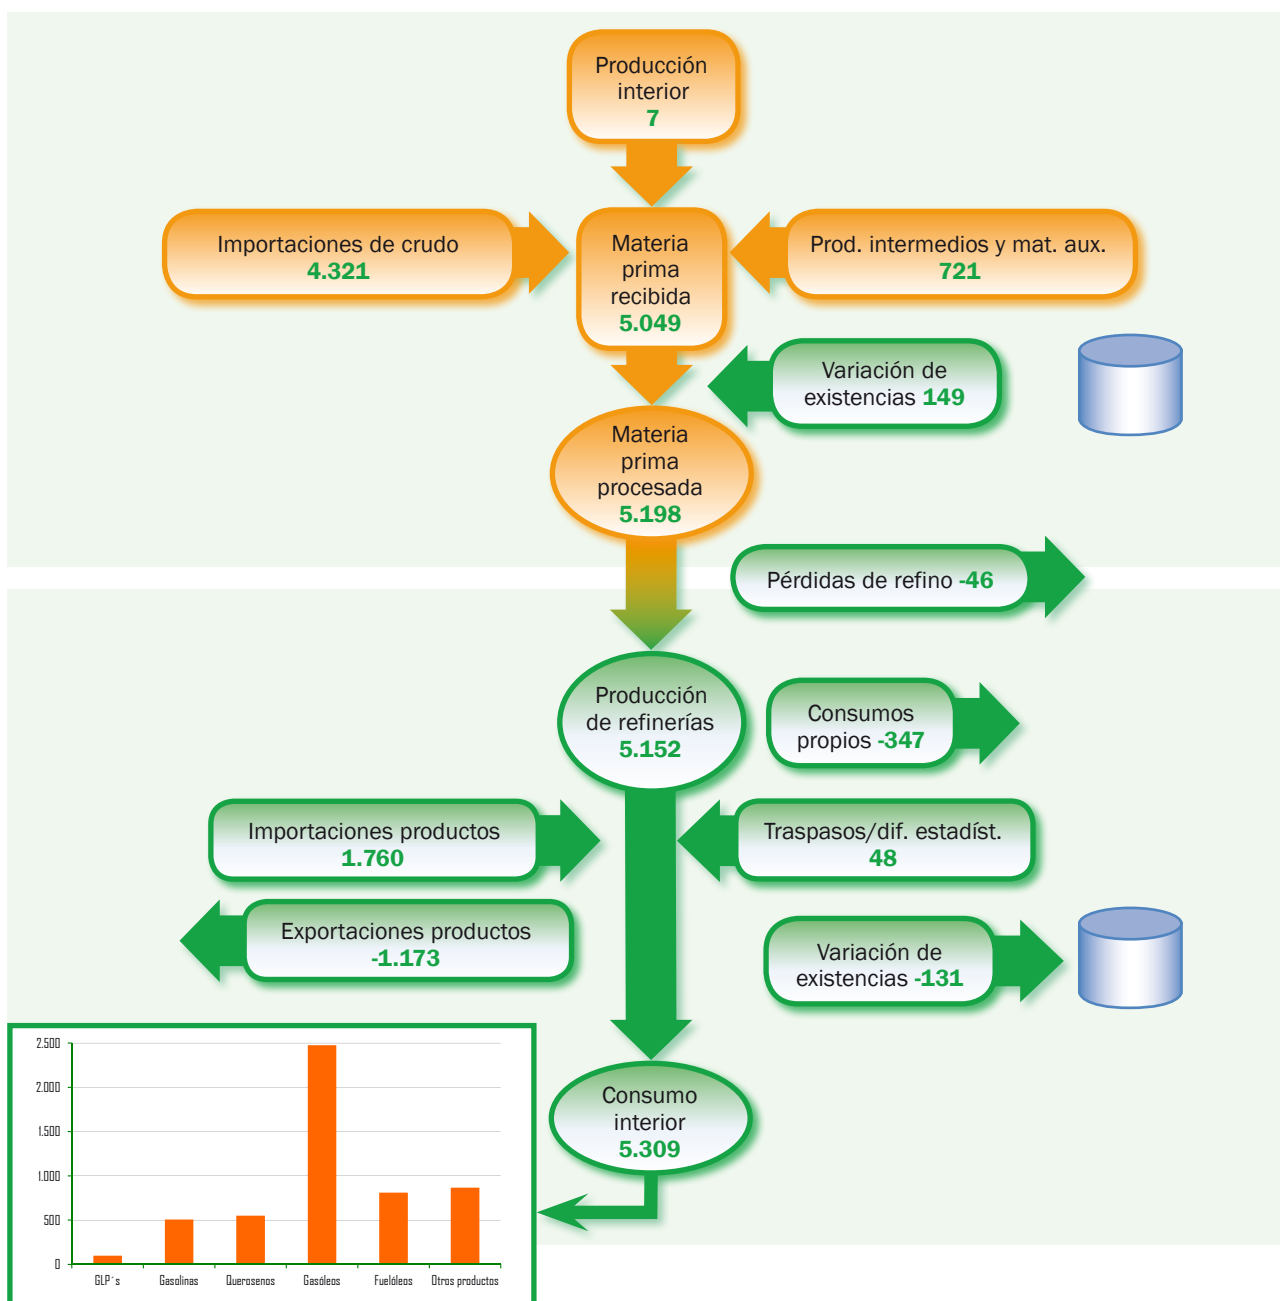 Producción
interior
7
Importaciones de crudo
4.321
Materia
prima
recibida
5.049
Prod. intermedios y mat. aux.
721
Variación de
existencias 149
Materia
prima
procesada
5.198
Pérdidas de refino -46
Producción
de refinerías
5.152
Consumos
propios -347
Importaciones productos
1.760
Traspasos/dif. estadíst.
48
Exportaciones productos
-1.173
Variación de
existencias -131
Consumo
interior
5.309
2.500
2.000
1.500
1.000
500
0
GLP´s
Gasolinas
Querosenos
Gasóleos
Fuelóleos
Otros productos